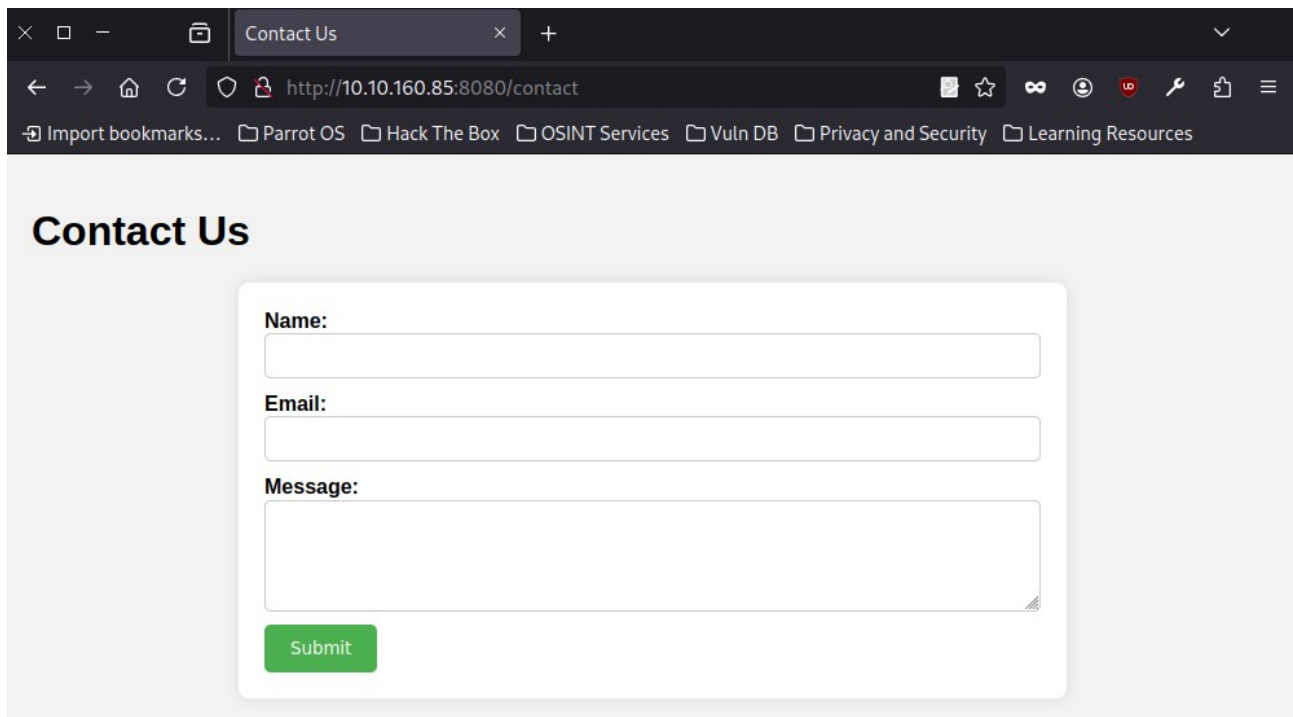 Contact Us
http://10.10.160.85:8080/contact
Import bookmarks... Parrot OS Hack The Box OSINT Services Vuln DB Privacy and Security Learning Resources
Contact Us
Name:
Email:
Message:
Submit